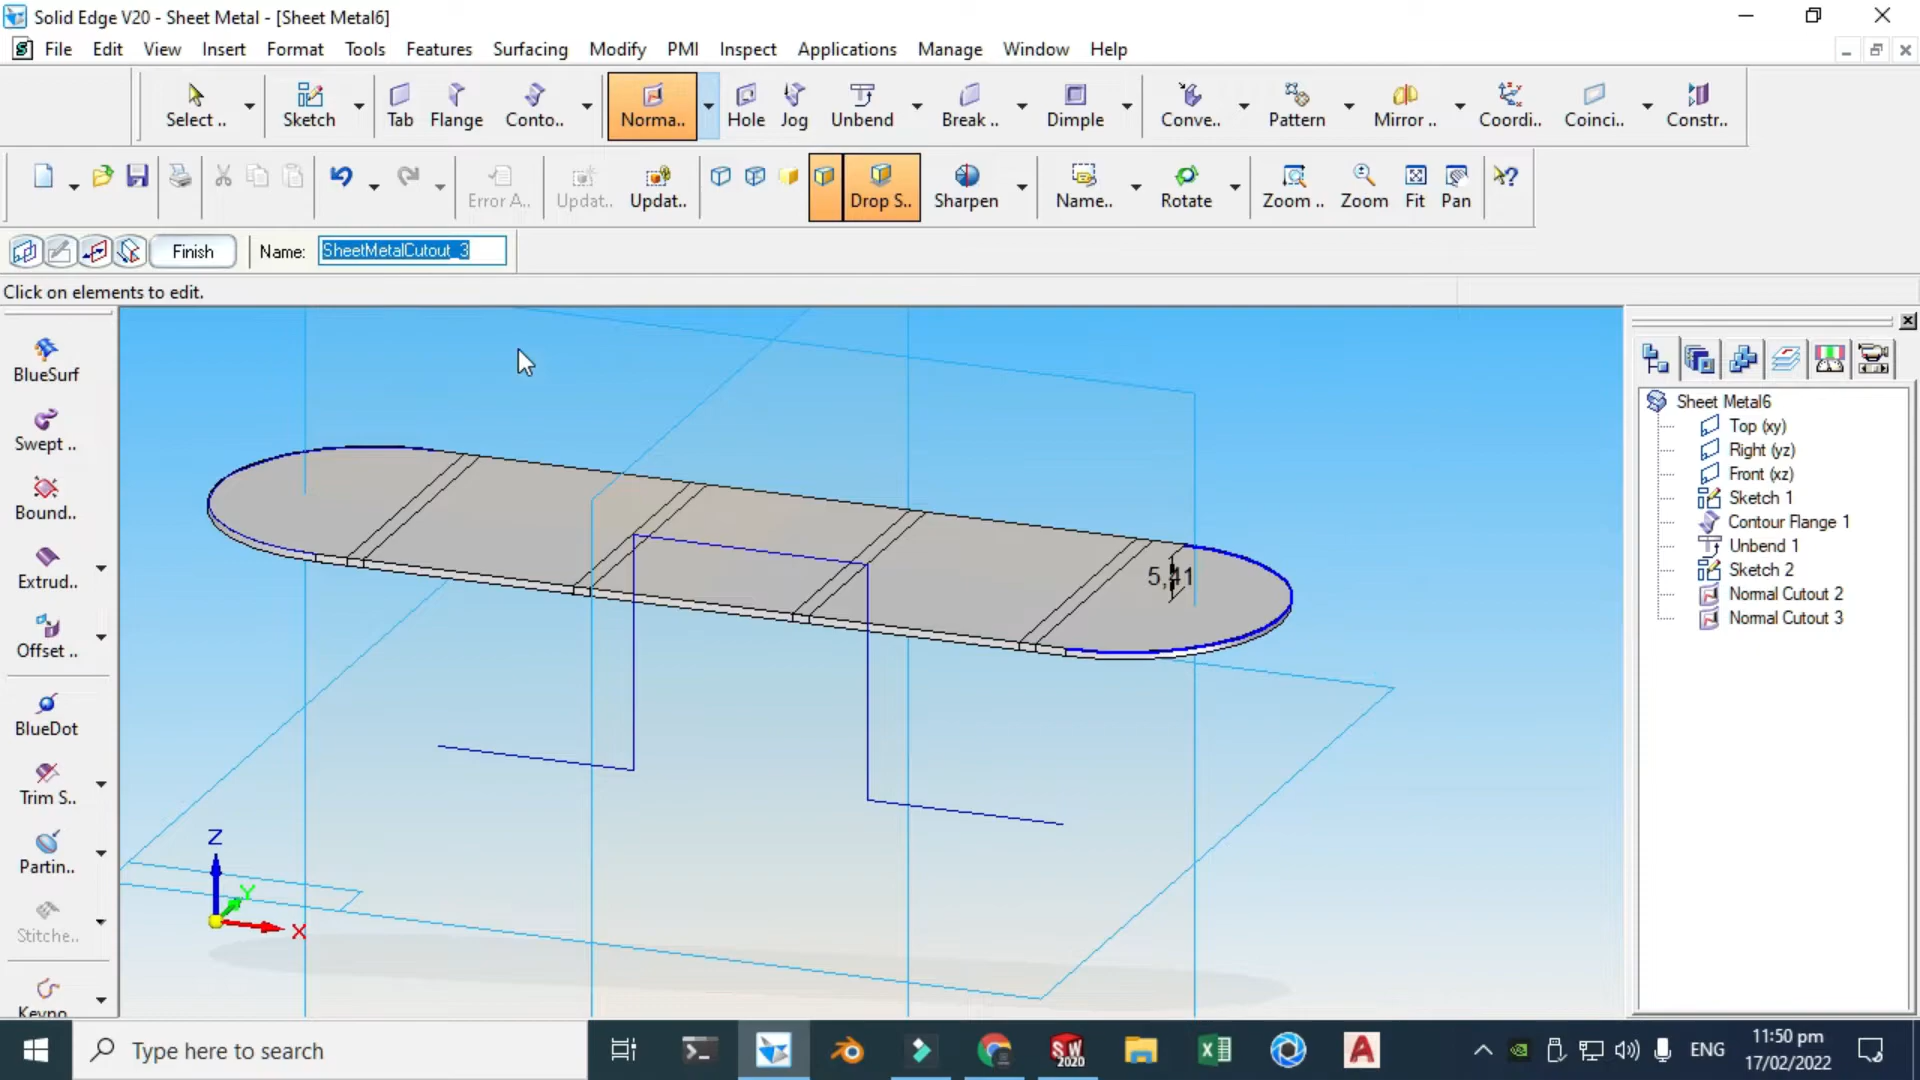 Solid Edge V20 - Sheet Metal - [Sheet Metal6]
File Edit View Insert Format Tools Features Surfacing Modify PMI Inspect Applications Manage Window Help
Select .. Sketch Tab Flange Conto.. Norma.. Hole Jog Unbend Break .. Dimple Conve.. Pattern Mirror .. Coordi.. Coinci.. Constr..
Error A.. Updat.. Updat.. Drop S.. Sharpen Name.. Rotate Zoom .. Zoom Fit Pan
Finish Name: SheetMetalCutout_3
Click on elements to edit.
BlueSurf
Swept ..
Bound..
Extrud..
Offset ..
BlueDot
Trim S..
Partin..
Stitche..
Keypo
5,41
Z
Y
X
Sheet Metal6
Top (xy)
Right (yz)
Front (xz)
Sketch 1
Contour Flange 1
Unbend 1
Sketch 2
Normal Cutout 2
Normal Cutout 3
Type here to search
SW
2020
A
ENG
11:50 pm
17/02/2022